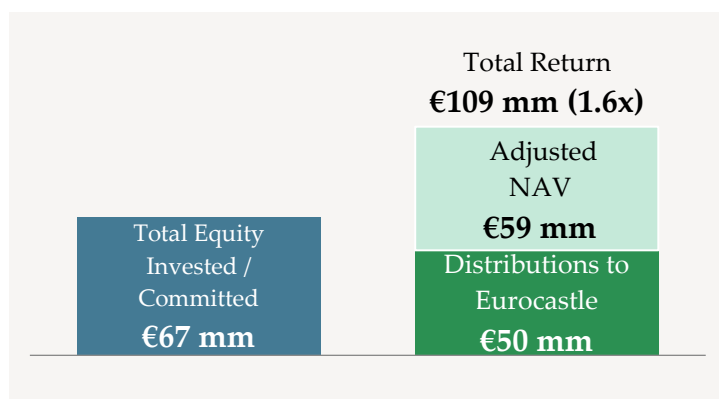 Total Return
€109 mm (1.6x)
Adjusted
NAV
€59 mm
Total Equity
Invested /
Committed
€67 mm
Distributions to
Eurocastle
€50 mm